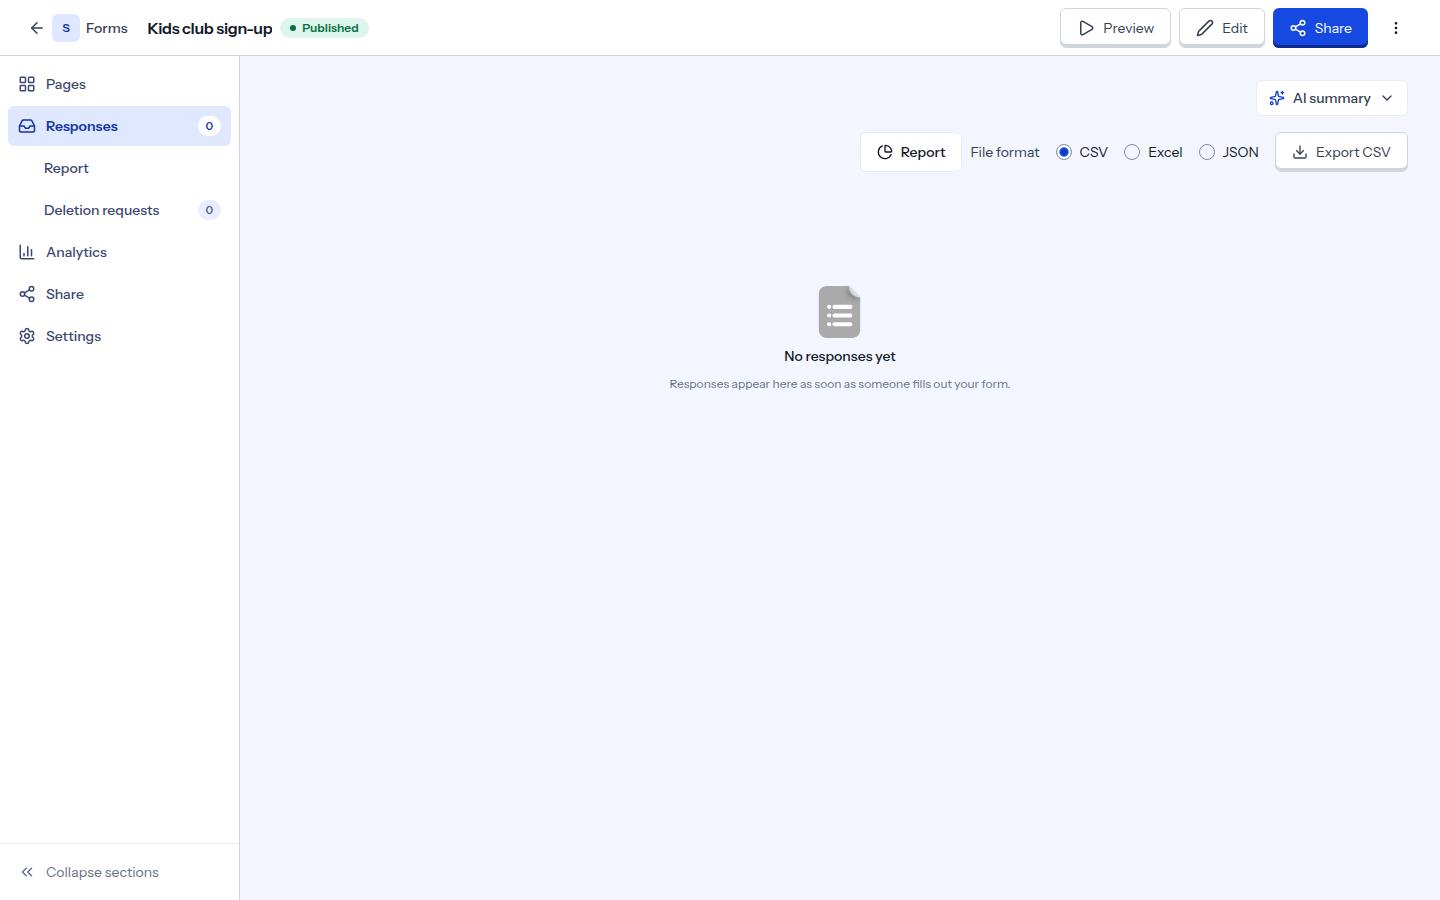 S Forms Kids club sign-up Published Preview Edit Share
Pages
Responses 0
Report
Deletion requests 0
Analytics
Share
Settings
AI summary
Report File format CSV Excel JSON Export CSV
No responses yet
Responses appear here as soon as someone fills out your form.
Collapse sections